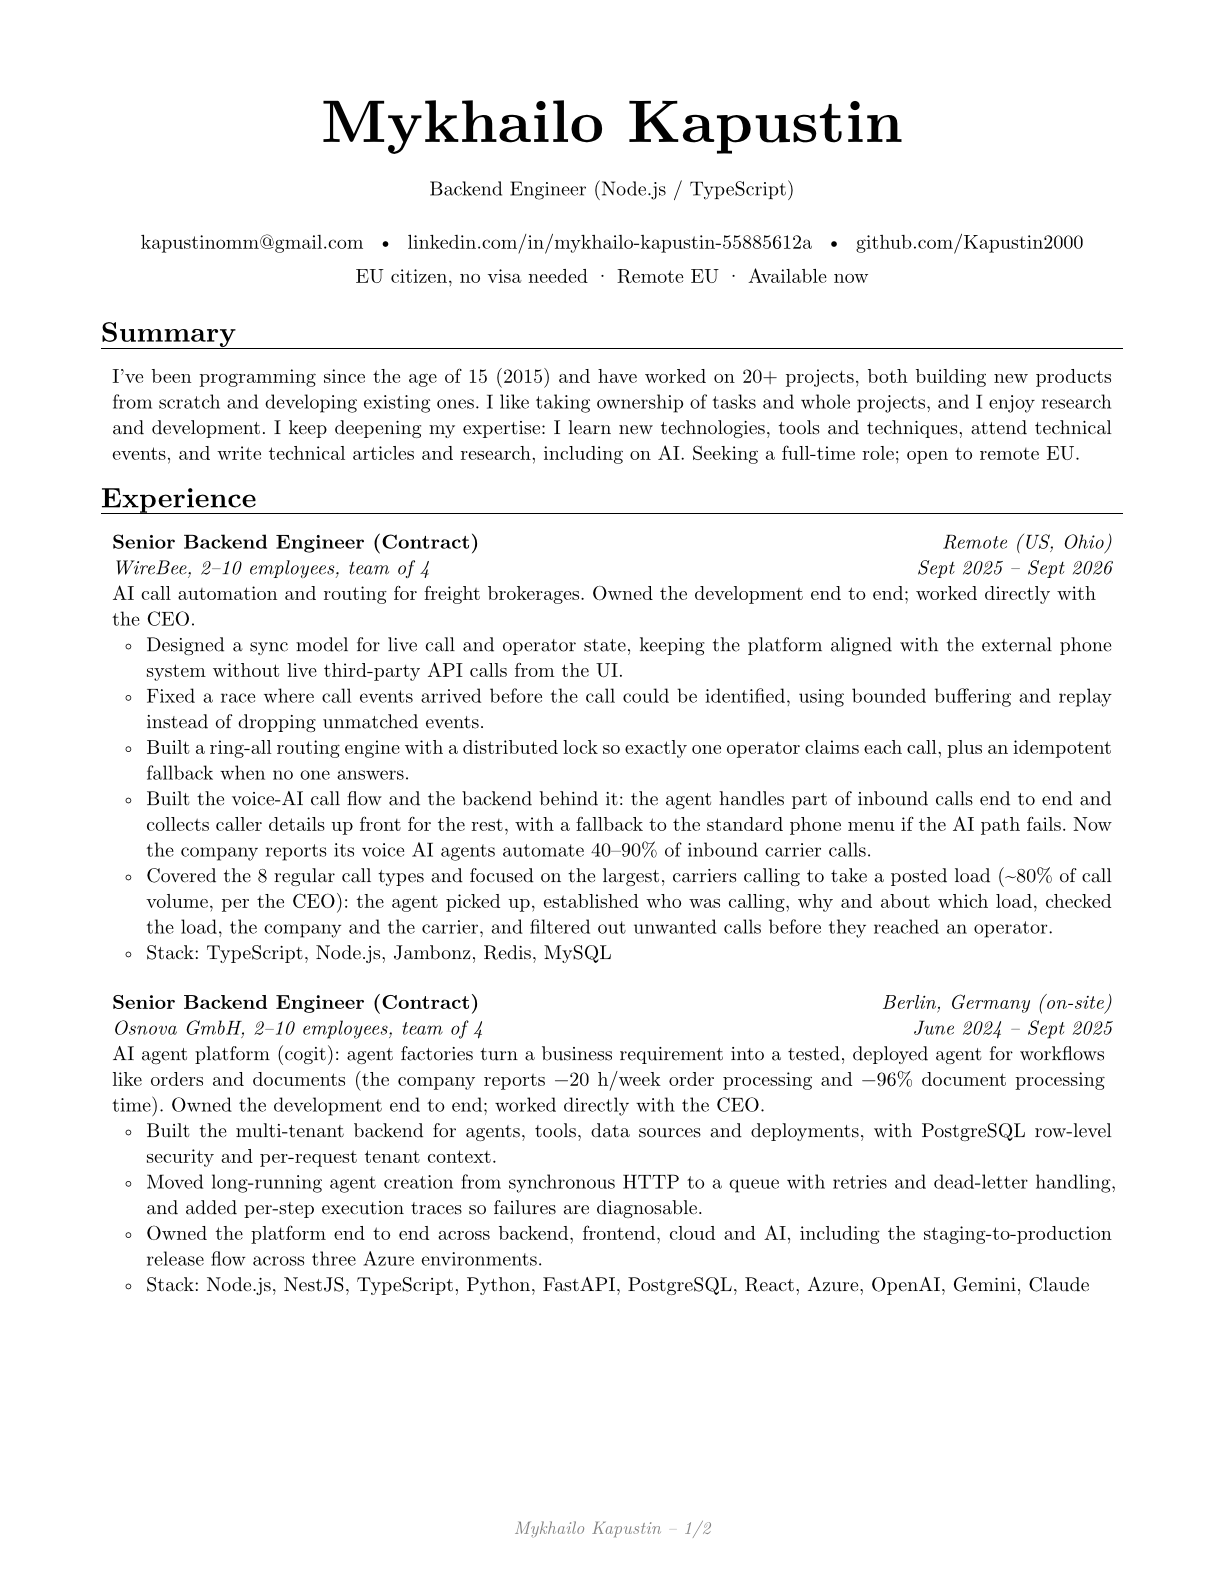 Mykhailo Kapustin
Backend Engineer (Node.js / TypeScript)
kapustinomm@gmail.com • linkedin.com/in/mykhailo-kapustin-55885612a • github.com/Kapustin2000
EU citizen, no visa needed · Remote EU · Available now
Summary
I've been programming since the age of 15 (2015) and have worked on 20+ projects, both building new products
from scratch and developing existing ones. I like taking ownership of tasks and whole projects, and I enjoy research
and development. I keep deepening my expertise: I learn new technologies, tools and techniques, attend technical
events, and write technical articles and research, including on AI. Seeking a full-time role; open to remote EU.
Experience
Senior Backend Engineer (Contract) Remote (US, Ohio)
WireBee, 2–10 employees, team of 4 Sept 2025 – Sept 2026
AI call automation and routing for freight brokerages. Owned the development end to end; worked directly with
the CEO.
◦ Designed a sync model for live call and operator state, keeping the platform aligned with the external phone
system without live third-party API calls from the UI.
◦ Fixed a race where call events arrived before the call could be identified, using bounded buffering and replay
instead of dropping unmatched events.
◦ Built a ring-all routing engine with a distributed lock so exactly one operator claims each call, plus an idempotent
fallback when no one answers.
◦ Built the voice-AI call flow and the backend behind it: the agent handles part of inbound calls end to end and
collects caller details up front for the rest, with a fallback to the standard phone menu if the AI path fails. Now
the company reports its voice AI agents automate 40–90% of inbound carrier calls.
◦ Covered the 8 regular call types and focused on the largest, carriers calling to take a posted load (~80% of call
volume, per the CEO): the agent picked up, established who was calling, why and about which load, checked
the load, the company and the carrier, and filtered out unwanted calls before they reached an operator.
◦ Stack: TypeScript, Node.js, Jambonz, Redis, MySQL
Senior Backend Engineer (Contract) Berlin, Germany (on-site)
Osnova GmbH, 2–10 employees, team of 4 June 2024 – Sept 2025
AI agent platform (cogit): agent factories turn a business requirement into a tested, deployed agent for workflows
like orders and documents (the company reports −20 h/week order processing and −96% document processing
time). Owned the development end to end; worked directly with the CEO.
◦ Built the multi-tenant backend for agents, tools, data sources and deployments, with PostgreSQL row-level
security and per-request tenant context.
◦ Moved long-running agent creation from synchronous HTTP to a queue with retries and dead-letter handling,
and added per-step execution traces so failures are diagnosable.
◦ Owned the platform end to end across backend, frontend, cloud and AI, including the staging-to-production
release flow across three Azure environments.
◦ Stack: Node.js, NestJS, TypeScript, Python, FastAPI, PostgreSQL, React, Azure, OpenAI, Gemini, Claude
Mykhailo Kapustin – 1/2